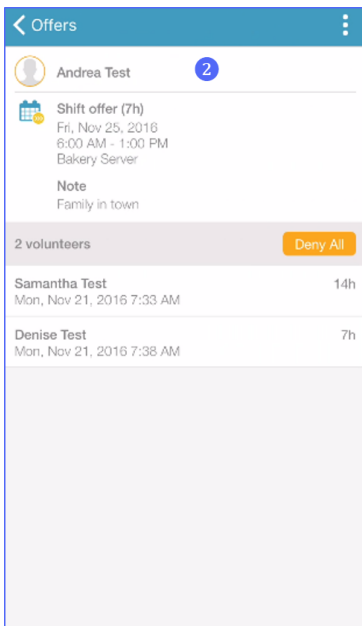 Offers
Andrea Test
2
Shift offer (7h)
Fri, Nov 25, 2016
6:00 AM - 1:00 PM
Bakery Server
Note
Family in town
2 volunteers
Deny All
Samantha Test
14h
Mon, Nov 21, 2016 7:33 AM
Denise Test
7h
Mon, Nov 21, 2016 7:38 AM